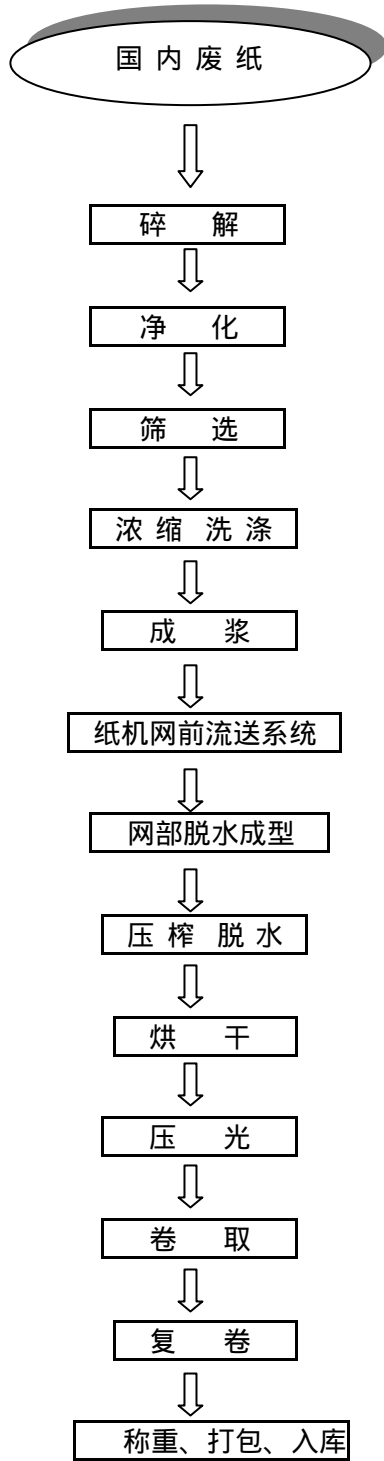 国内废纸
碎解
净化
筛选
浓缩 洗涤
成浆
纸机网前流送系统
网部脱水成型
压榨 脱水
烘干
压光
卷取
复卷
称重、打包、入库